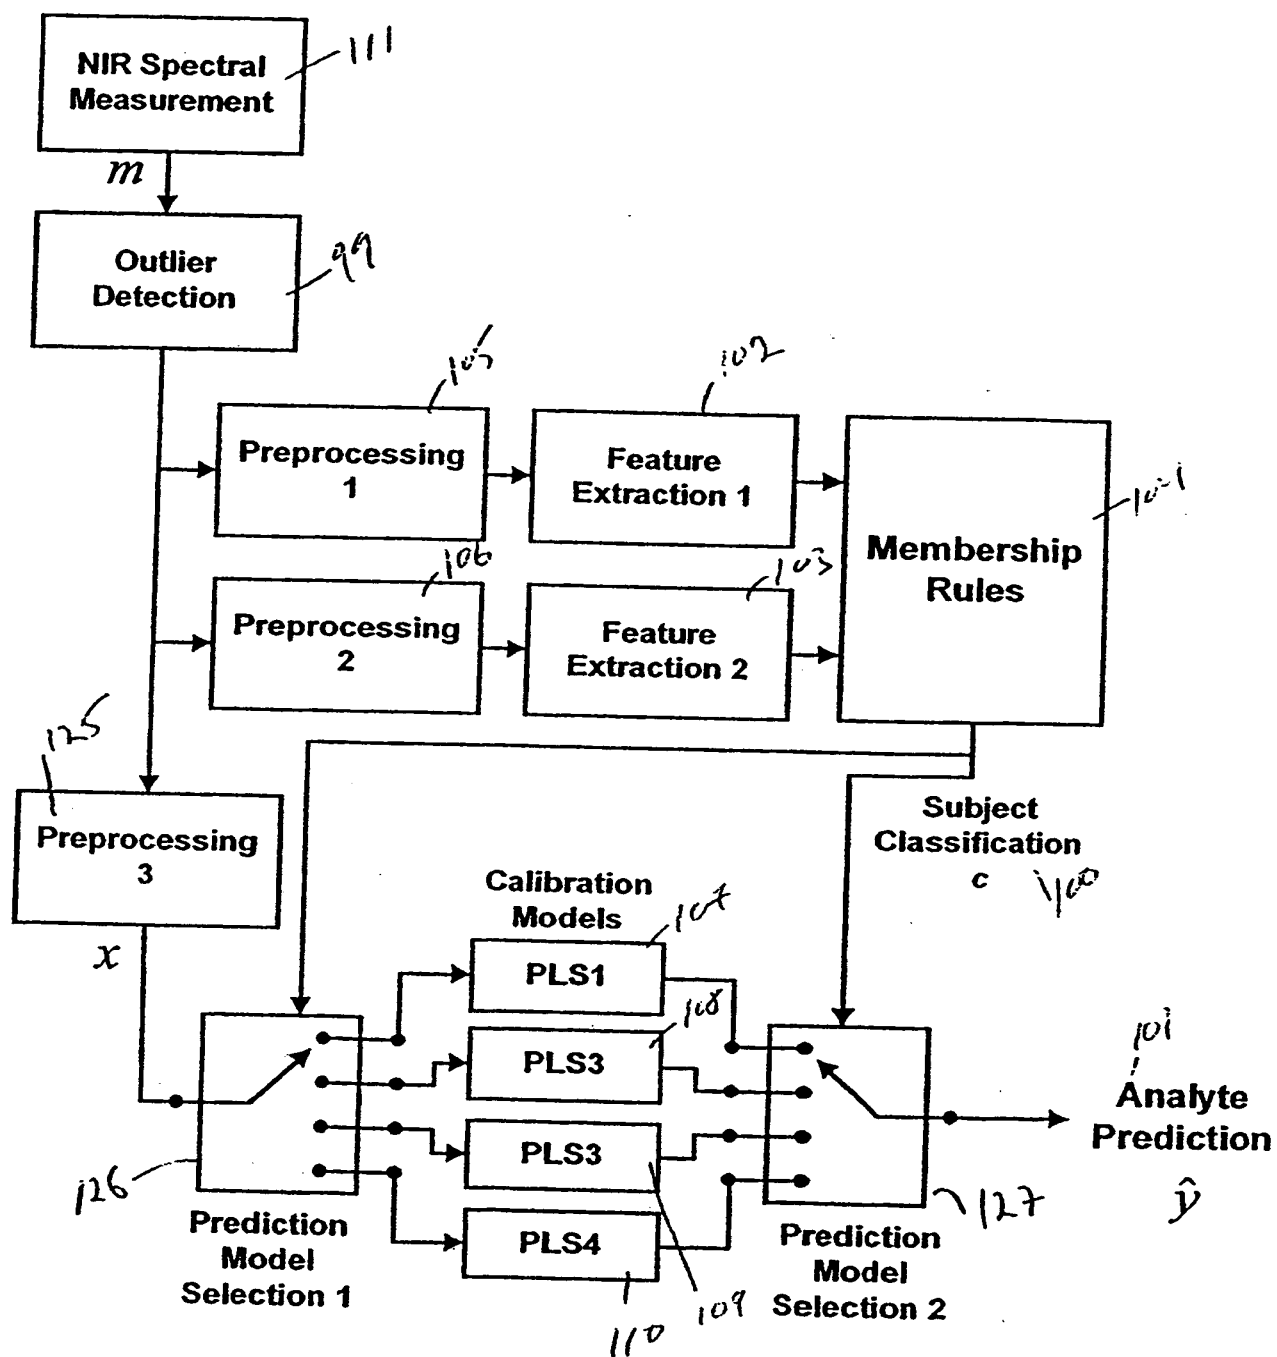 NIR Spectral
Measurement
111
m
Outlier
Detection
99
105
102
Preprocessing
1
Feature
Extraction 1
Membership
Rules
106
103
Preprocessing
2
Feature
Extraction 2
125
Preprocessing
3
Subject
Classification
c
100
x
Calibration
Models
107
PLS1
108
PLS3
PLS3
PLS4
109
110
101
Analyte
Prediction
ŷ
126
127
Prediction
Model
Selection 1
Prediction
Model
Selection 2